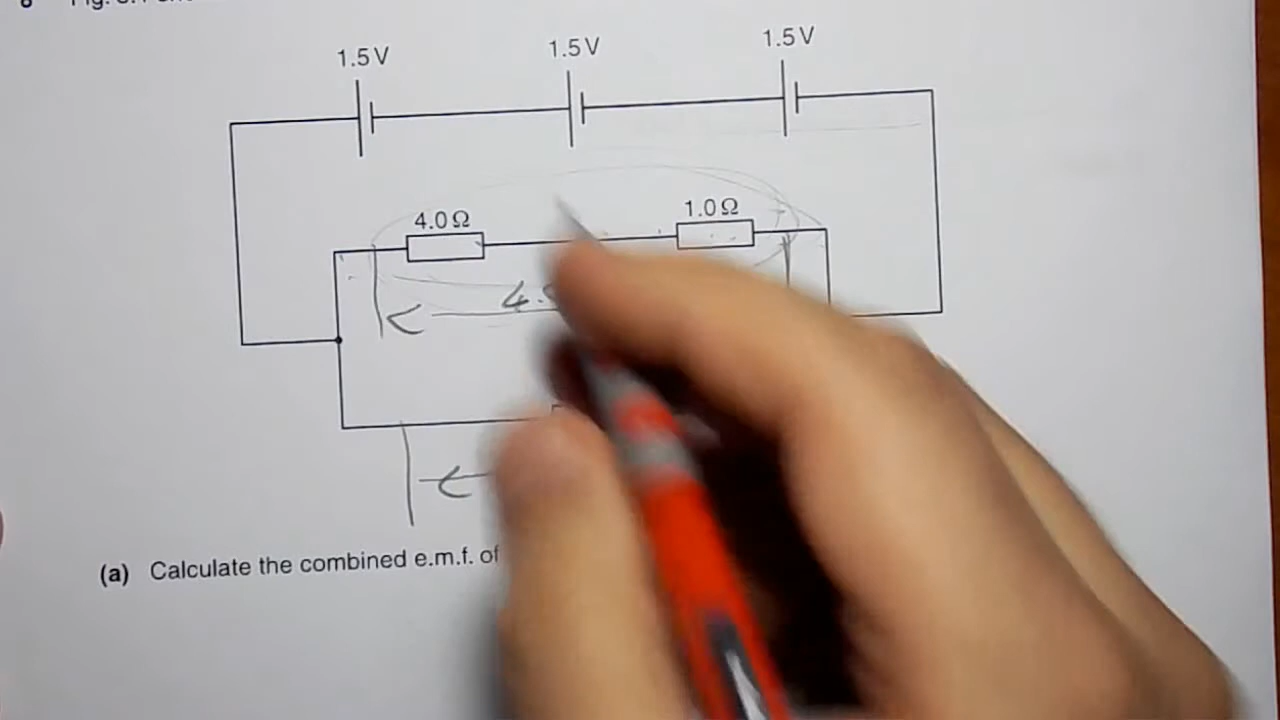 1.5 V 1.5 V 1.5 V
4.0 Ω 1.0 Ω
(a) Calculate the combined e.m.f. of